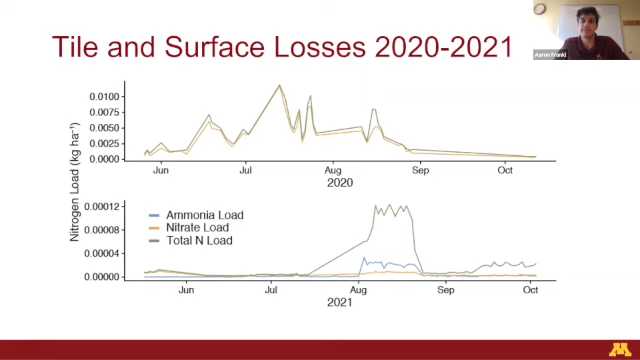 Tile and Surface Losses 2020-2021
Aaron Frankl
Nitrogen Load (kg ha⁻¹)
0.0100
0.0075
0.0050
0.0025
0.0000
Jun Jul Aug Sep Oct
2020
0.00012
0.00008
0.00004
0.00000
Ammonia Load
Nitrate Load
Total N Load
Jun Jul Aug Sep Oct
2021
M